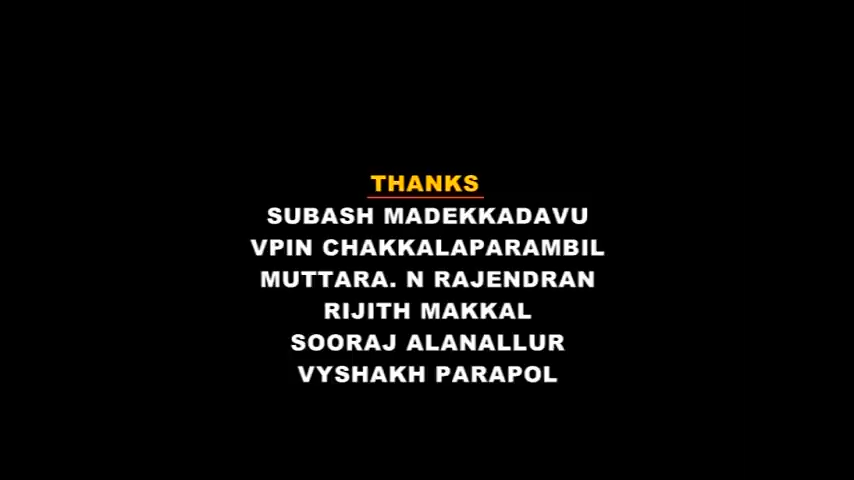 THANKS
SUBASH MADEKKADAVU
VPIN CHAKKALAPARAMBIL
MUTTARA. N RAJENDRAN
RIJITH MAKKAL
SOORAJ ALANALLUR
VYSHAKH PARAPOL